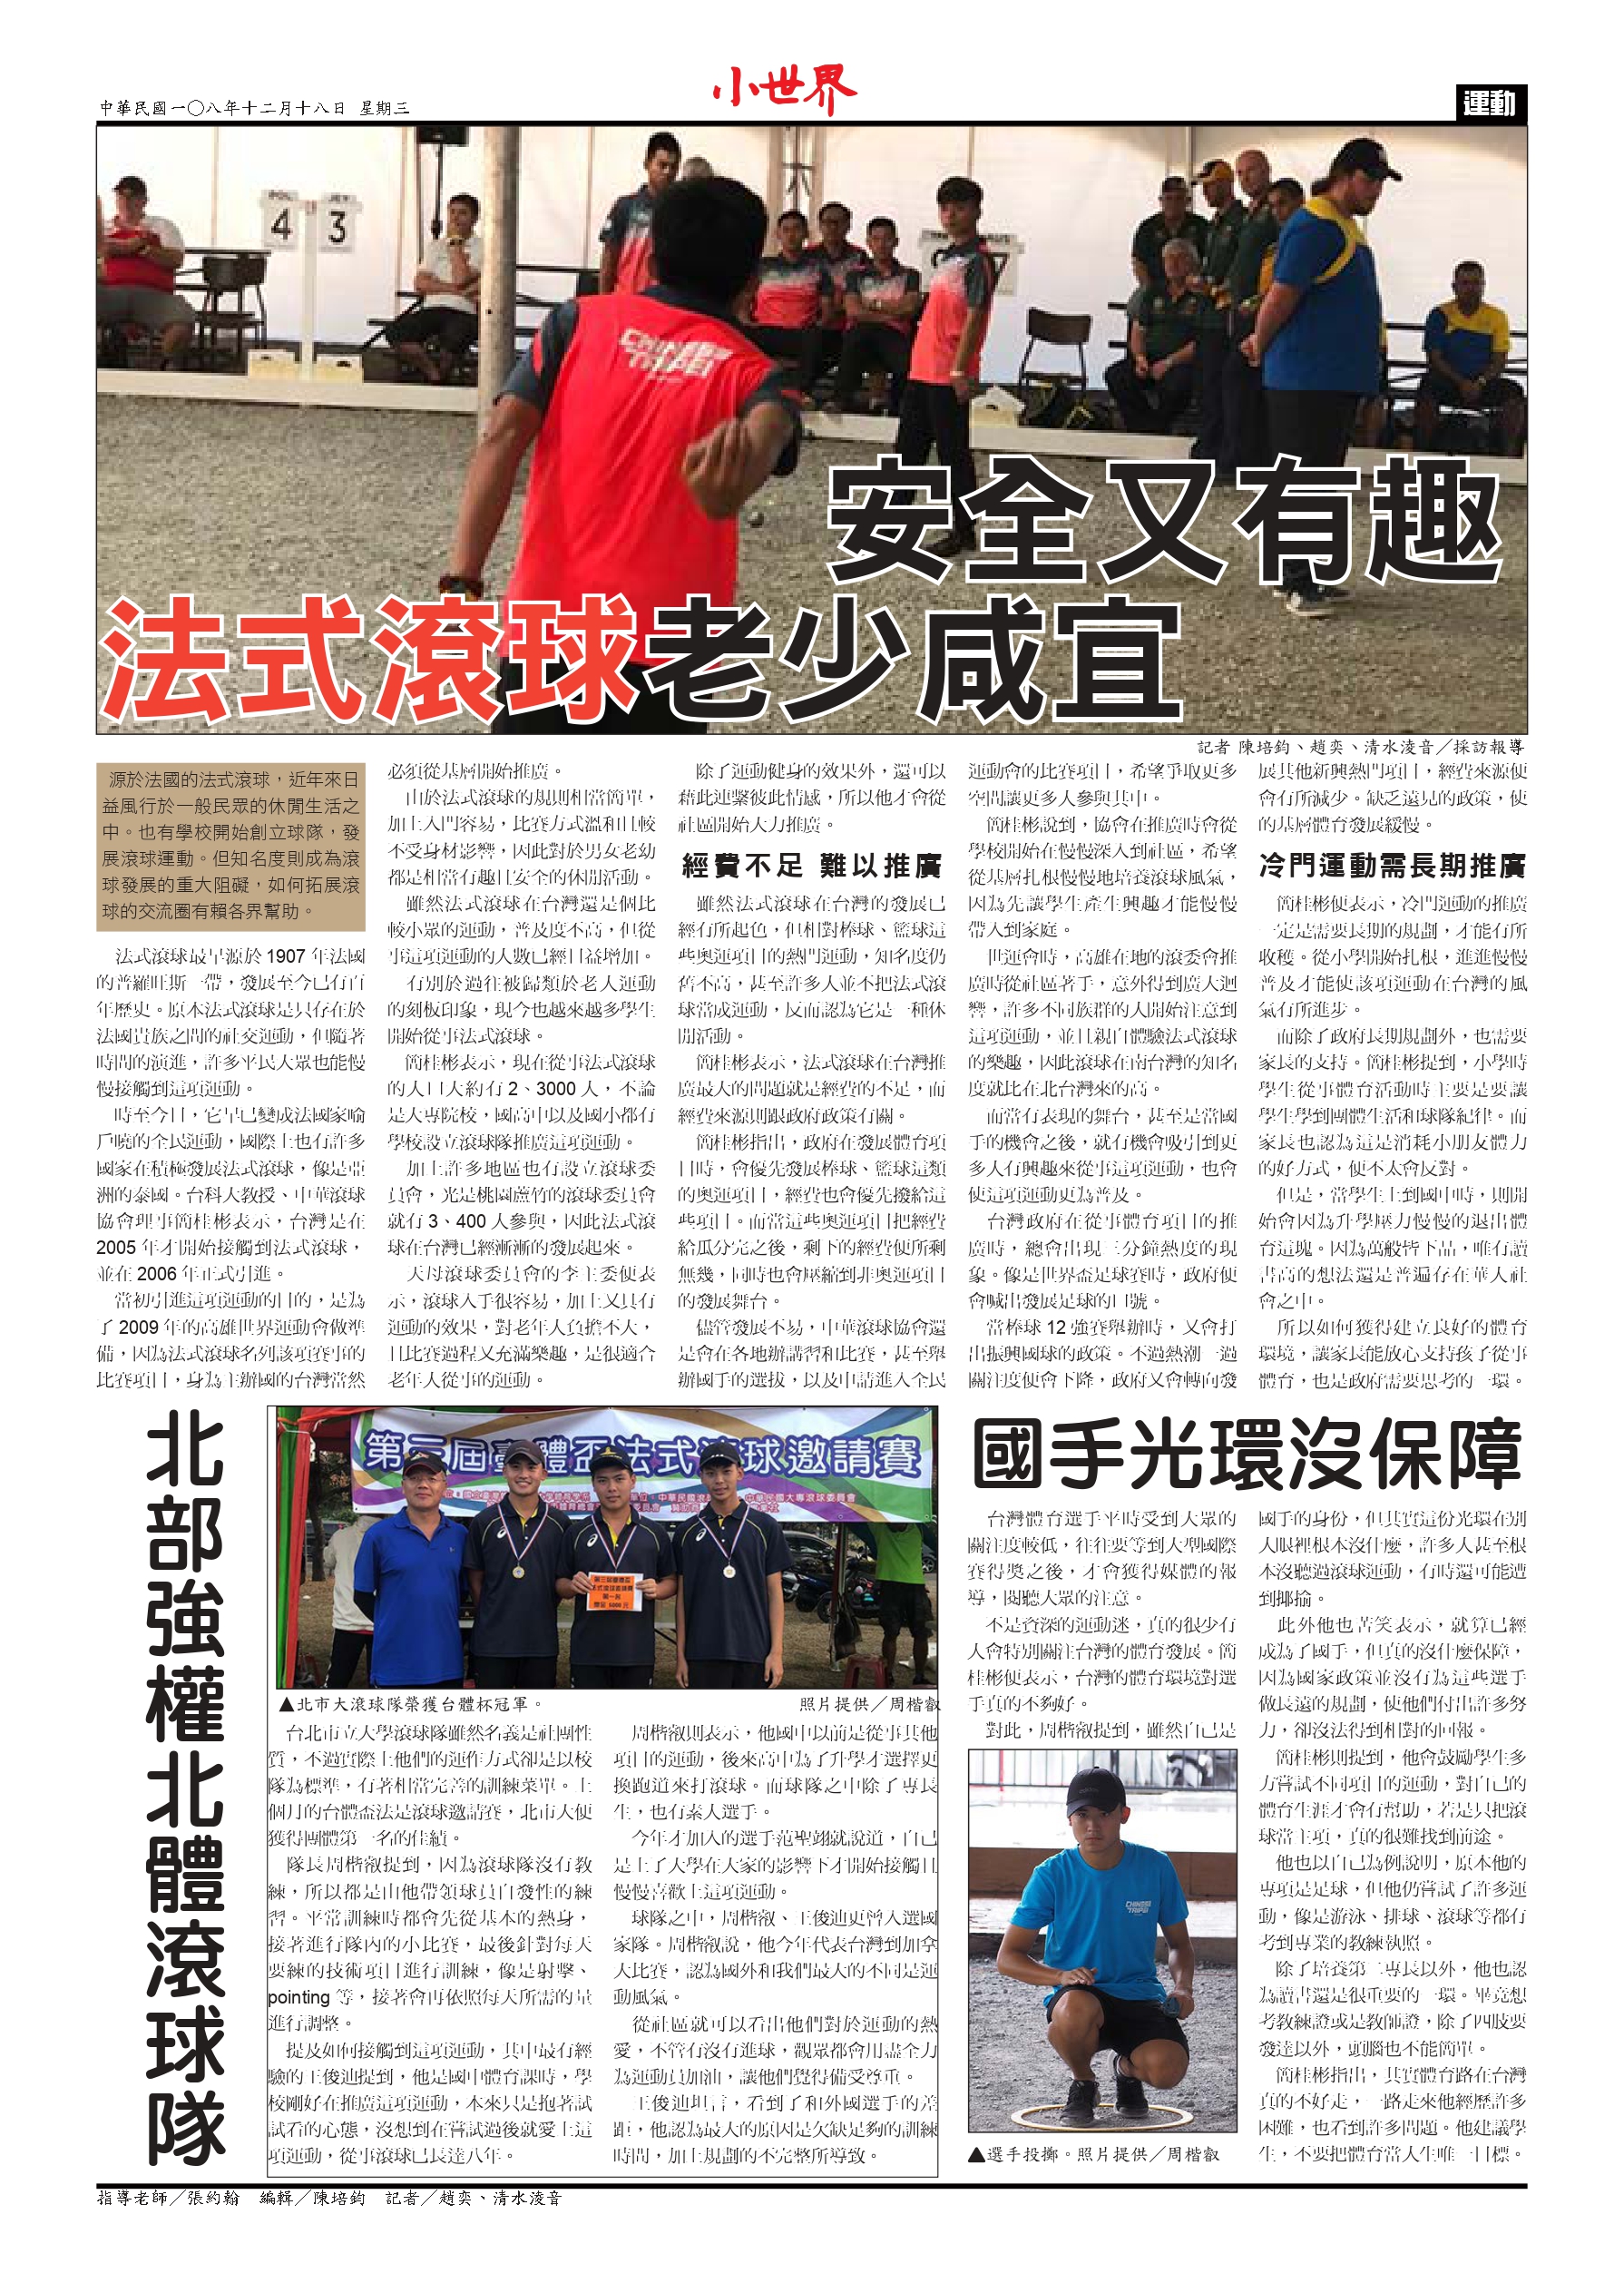 中華民國一〇八年十二月十八日 星期三
小世界
運動
4 3
7
CHINESE
TAIPEI
安全又有趣
法式滾球老少咸宜
記者 陳培鈞、趙奕、清水淩音／採訪報導
源於法國的法式滾球，近年來日
益風行於一般民眾的休閒生活之
中。也有學校開始創立球隊，發
展滾球運動。但知名度則成為滾
球發展的重大阻礙，如何拓展滾
球的交流圈有賴各界幫助。
法式滾球最早源於 1907 年法國
的普羅旺斯一帶，發展至今已有百
年歷史。原本法式滾球是只存在於
法國貴族之間的社交運動，但隨著
時間的演進，許多平民大眾也能慢
慢接觸到這項運動。
時至今日，它早已變成法國家喻
戶曉的全民運動，國際上也有許多
國家在積極發展法式滾球，像是亞
洲的泰國。台科大教授、中華滾球
協會理事簡桂彬表示，台灣是在
2005 年才開始接觸到法式滾球，
並在 2006 年正式引進。
當初引進這項運動的目的，是為
了 2009 年的高雄世界運動會做準
備，因為法式滾球名列該項賽事的
比賽項目，身為主辦國的台灣當然
必須從基層開始推廣。
由於法式滾球的規則相當簡單，
加上入門容易，比賽方式溫和且較
不受身材影響，因此對於男女老幼
都是相當有趣且安全的休閒活動。
雖然法式滾球在台灣還是個比
較小眾的運動，普及度不高，但從
事這項運動的人數已經日益增加。
有別於過往被歸類於老人運動
的刻板印象，現今也越來越多學生
開始從事法式滾球。
簡桂彬表示，現在從事法式滾球
的人口大約有 2、3000 人，不論
是大專院校，國高中以及國小都有
學校設立滾球隊推廣這項運動。
加上許多地區也有設立滾球委
員會，光是桃園蘆竹的滾球委員會
就有 3、400 人參與，因此法式滾
球在台灣已經漸漸的發展起來。
天母滾球委員會的李主委便表
示，滾球入手很容易，加上又具有
運動的效果，對老年人負擔不大，
且比賽過程又充滿樂趣，是很適合
老年人從事的運動。
除了運動健身的效果外，還可以
藉此連繫彼此情感，所以他才會從
社區開始大力推廣。
經費不足 難以推廣
雖然法式滾球在台灣的發展已
經有所起色，但相對棒球、籃球這
些奧運項目的熱門運動，知名度仍
舊不高，甚至許多人並不把法式滾
球當成運動，反而認為它是一種休
閒活動。
簡桂彬表示，法式滾球在台灣推
廣最大的問題就是經費的不足，而
經費來源則跟政府政策有關。
簡桂彬指出，政府在發展體育項
目時，會優先發展棒球、籃球這類
的奧運項目，經費也會優先撥給這
些項目。而當這些奧運項目把經費
給瓜分完之後，剩下的經費便所剩
無幾，同時也會壓縮到非奧運項目
的發展舞台。
儘管發展不易，中華滾球協會還
是會在各地辦講習和比賽，甚至舉
辦國手的選拔，以及申請進入全民
運動會的比賽項目，希望爭取更多
空間讓更多人參與其中。
簡桂彬說到，協會在推廣時會從
學校開始在慢慢深入到社區，希望
從基層扎根慢慢地培養滾球風氣，
因為先讓學生產生興趣才能慢慢
帶入到家庭。
世運會時，高雄在地的滾委會推
廣時從社區著手，意外得到廣大迴
響，許多不同族群的人開始注意到
這項運動，並且親自體驗法式滾球
的樂趣，因此滾球在南台灣的知名
度就比在北台灣來的高。
而當有表現的舞台，甚至是當國
手的機會之後，就有機會吸引到更
多人有興趣來從事這項運動，也會
使這項運動更為普及。
台灣政府在從事體育項目的推
廣時，總會出現三分鐘熱度的現
象。像是世界盃足球賽時，政府便
會喊出發展足球的口號。
當棒球 12 強賽舉辦時，又會打
出振興國球的政策。不過熱潮一過
關注度便會下降，政府又會轉向發
展其他新興熱門項目，經費來源便
會有所減少。缺乏遠見的政策，使
的基層體育發展緩慢。
冷門運動需長期推廣
簡桂彬便表示，冷門運動的推廣
一定是需要長期的規劃，才能有所
收穫。從小學開始扎根，進進慢慢
普及才能使該項運動在台灣的風
氣有所進步。
而除了政府長期規劃外，也需要
家長的支持。簡桂彬提到，小學時
學生從事體育活動時主要是要讓
學生學到團體生活和球隊紀律。而
家長也認為這是消耗小朋友體力
的好方式，便不太會反對。
但是，當學生上到國中時，則開
始會因為升學壓力慢慢的退出體
育這塊。因為萬般皆下品，唯有讀
書高的想法還是普遍存在華人社
會之中。
所以如何獲得建立良好的體育
環境，讓家長能放心支持孩子從事
體育，也是政府需要思考的一環。
北部強權北體滾球隊
第三屆臺體盃法式滾球邀請賽
▲北市大滾球隊榮獲台體杯冠軍。 照片提供／周楷叡
台北市立大學滾球隊雖然名義是社團性
質，不過實際上他們的運作方式卻是以校
隊為標準，有著相當完善的訓練菜單。上
個月的台體盃法是滾球邀請賽，北市大便
獲得團體第一名的佳績。
隊長周楷叡提到，因為滾球隊沒有教
練，所以都是由他帶領球員自發性的練
習。平常訓練時都會先從基本的熱身，
接著進行隊內的小比賽，最後針對每天
要練的技術項目進行訓練，像是射擊、
pointing 等，接著會再依照每天所需的量
進行調整。
提及如何接觸到這項運動，其中最有經
驗的王俊迪提到，他是國中體育課時，學
校剛好在推廣這項運動，本來只是抱著試
試看的心態，沒想到在嘗試過後就愛上這
項運動，從事滾球已長達八年。
周楷叡則表示，他國中以前是從事其他
項目的運動，後來高中為了升學才選擇更
換跑道來打滾球。而球隊之中除了專長
生，也有素人選手。
今年才加入的選手范聖翊就說道，自己
是上了大學在大家的影響下才開始接觸且
慢慢喜歡上這項運動。
球隊之中，周楷叡、王俊迪更曾入選國
家隊。周楷叡說，他今年代表台灣到加拿
大比賽，認為國外和我們最大的不同是運
動風氣。
從社區就可以看出他們對於運動的熱
愛，不管有沒有進球，觀眾都會用盡全力
為運動員加油，讓他們覺得備受尊重。
王俊迪坦言，看到了和外國選手的差
距，他認為最大的原因是欠缺足夠的訓練
時間，加上規劃的不完整所導致。
國手光環沒保障
台灣體育選手平時受到大眾的
關注度較低，往往要等到大型國際
賽得獎之後，才會獲得媒體的報
導，閱聽大眾的注意。
不是資深的運動迷，真的很少有
人會特別關注台灣的體育發展。簡
桂彬便表示，台灣的體育環境對選
手真的不夠好。
對此，周楷叡提到，雖然自己是
CHINESE
TAIPEI
▲選手投擲。照片提供／周楷叡
國手的身份，但其實這份光環在別
人眼裡根本沒什麼，許多人甚至根
本沒聽過滾球運動，有時還可能遭
到揶揄。
此外他也苦笑表示，就算已經
成為了國手，但真的沒什麼保障，
因為國家政策並沒有為這些選手
做長遠的規劃，使他們付出許多努
力，卻沒法得到相對的回報。
簡桂彬則提到，他會鼓勵學生多
方嘗試不同項目的運動，對自己的
體育生涯才會有幫助，若是只把滾
球當主項，真的很難找到前途。
他也以自己為例說明，原本他的
專項是足球，但他仍嘗試了許多運
動，像是游泳、排球、滾球等都有
考到專業的教練執照。
除了培養第二專長以外，他也認
為讀書還是很重要的一環。畢竟想
考教練證或是教師證，除了四肢要
發達以外，頭腦也不能簡單。
簡桂彬指出，其實體育路在台灣
真的不好走，一路走來他經歷許多
困難，也看到許多問題。他建議學
生，不要把體育當人生唯一目標。
指導老師／張約翰 編輯／陳培鈞 記者／趙奕、清水淩音